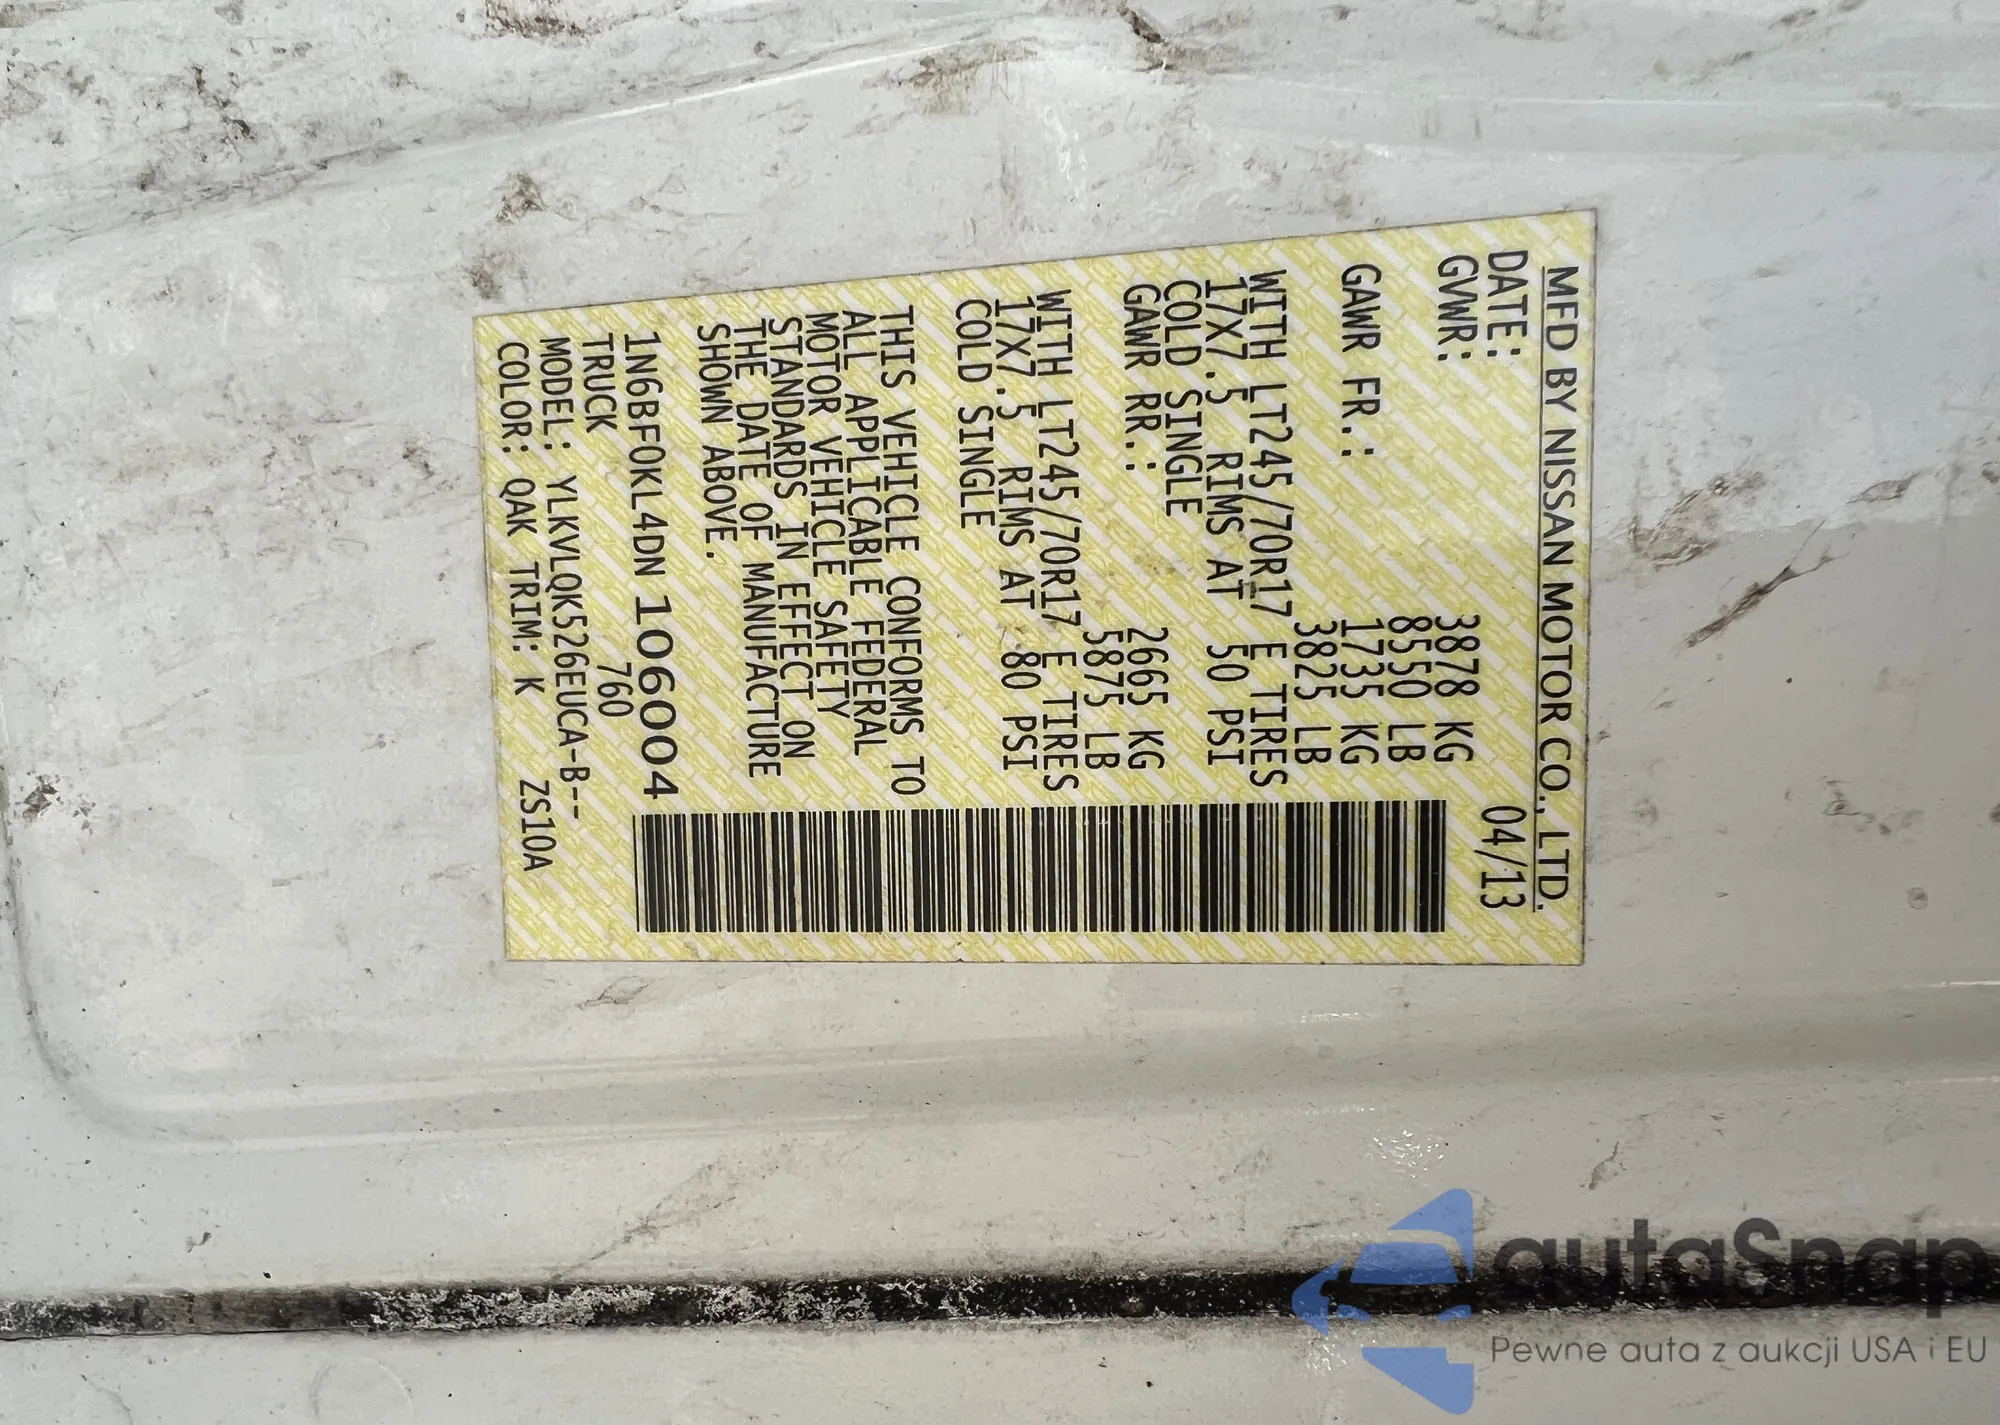 MFD BY NISSAN MOTOR CO., LTD.
DATE: 04/13
GVWR: 3878 KG
8550 LB
GAWR FR.: 1735 KG
3825 LB
WITH LT245/70R17 E TIRES
17X7.5 RIMS AT 50 PSI
COLD SINGLE
GAWR RR.: 2665 KG
5875 LB
WITH LT245/70R17 E TIRES
17X7.5 RIMS AT 80 PSI
COLD SINGLE
THIS VEHICLE CONFORMS TO
ALL APPLICABLE FEDERAL
MOTOR VEHICLE SAFETY
STANDARDS IN EFFECT ON
THE DATE OF MANUFACTURE
SHOWN ABOVE.
1N6BF0KL4DN 106004
TRUCK 760
MODEL: YLKVLQK526EUCA-B--
COLOR: QAK TRIM: K ZS10A
autaSnap
Pewne auta z aukcji USA i EU